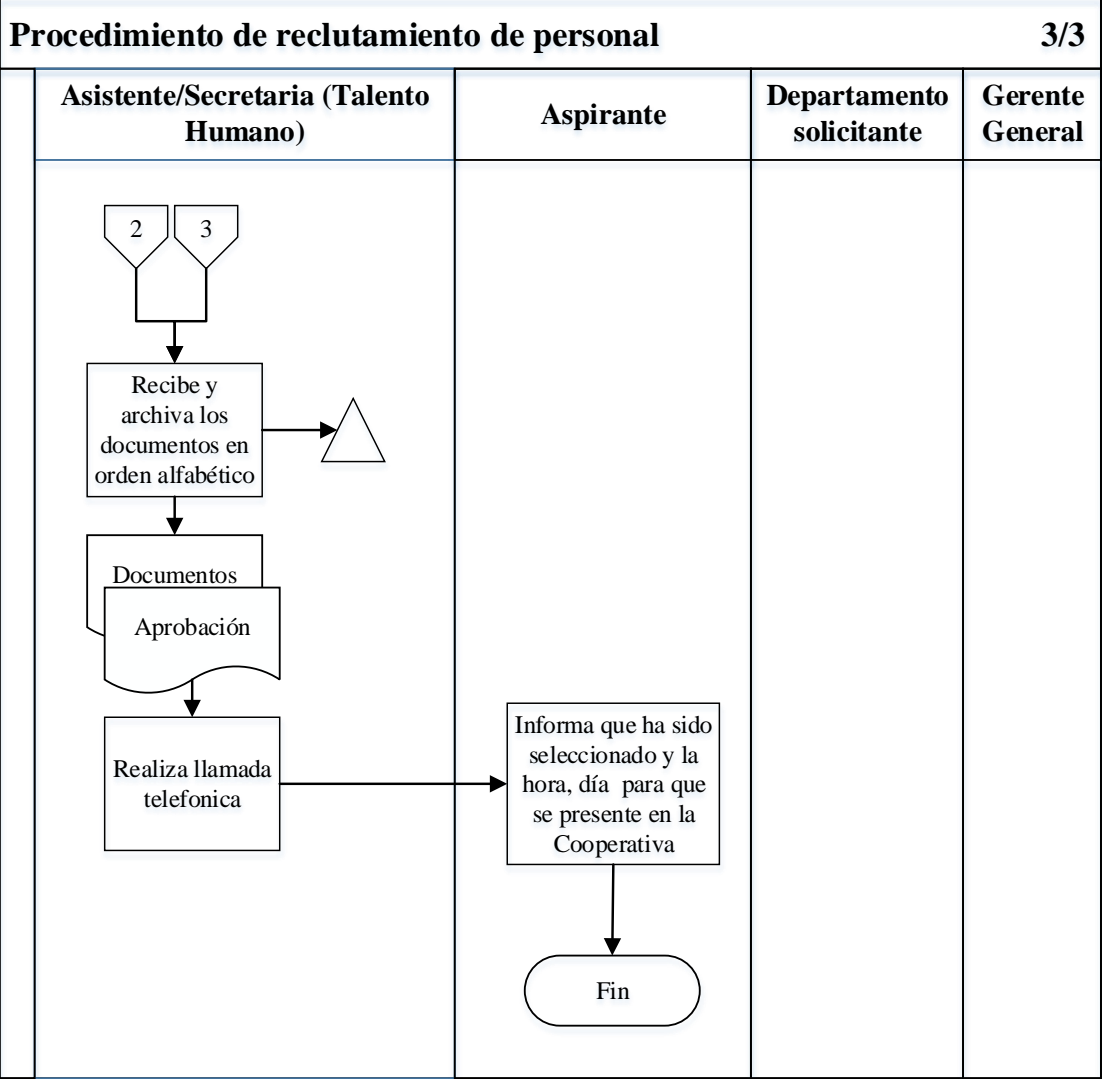 Procedimiento de reclutamiento de personal 3/3
Asistente/Secretaria (Talento
Humano)
Aspirante
Departamento
solicitante
Gerente
General
2
3
Recibe y
archiva los
documentos en
orden alfabético
Documentos
Aprobación
Realiza llamada
telefonica
Informa que ha sido
seleccionado y la
hora, día para que
se presente en la
Cooperativa
Fin